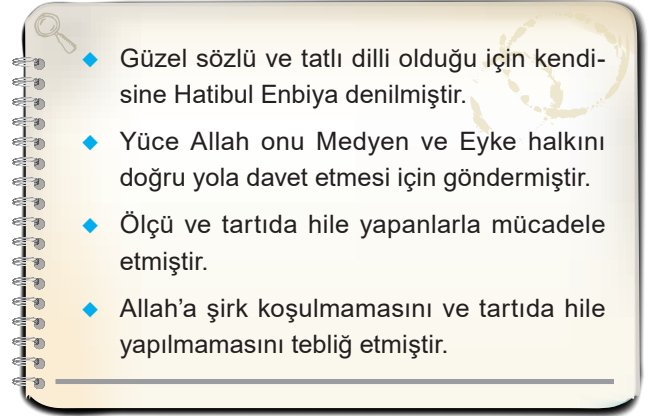 Güzel sözlü ve tatlı dilli olduğu için kendi-
sine Hatibul Enbiya denilmiştir.
Yüce Allah onu Medyen ve Eyke halkını
doğru yola davet etmesi için göndermiştir.
Ölçü ve tartıda hile yapanlarla mücadele
etmiştir.
Allah’a şirk koşulmamasını ve tartıda hile
yapılmamasını tebliğ etmiştir.